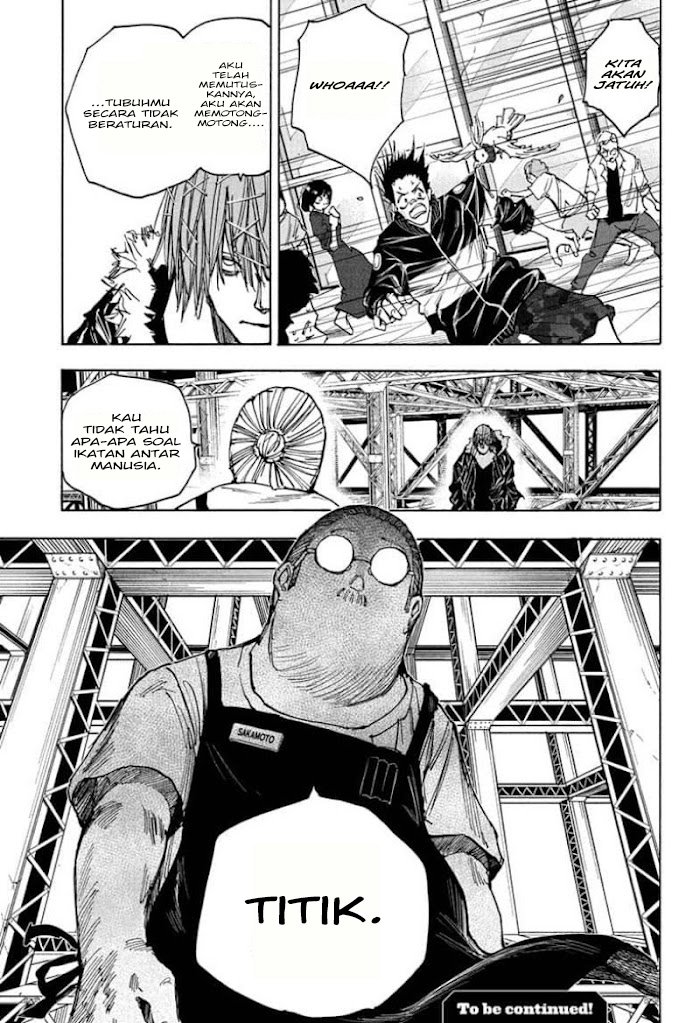 KITA
AKAN
JATUH!
WHOAAA!!
AKU
TELAH
MEMUTUS-
KANNYA,
AKU AKAN
MEMOTONG-
MOTONG....
...TUBUHMU
SECARA TIDAK
BERATURAN.
KAU
TIDAK TAHU
APA-APA SOAL
IKATAN ANTAR
MANUSIA.
SAKAMOTO
TITIK.
To be continued!